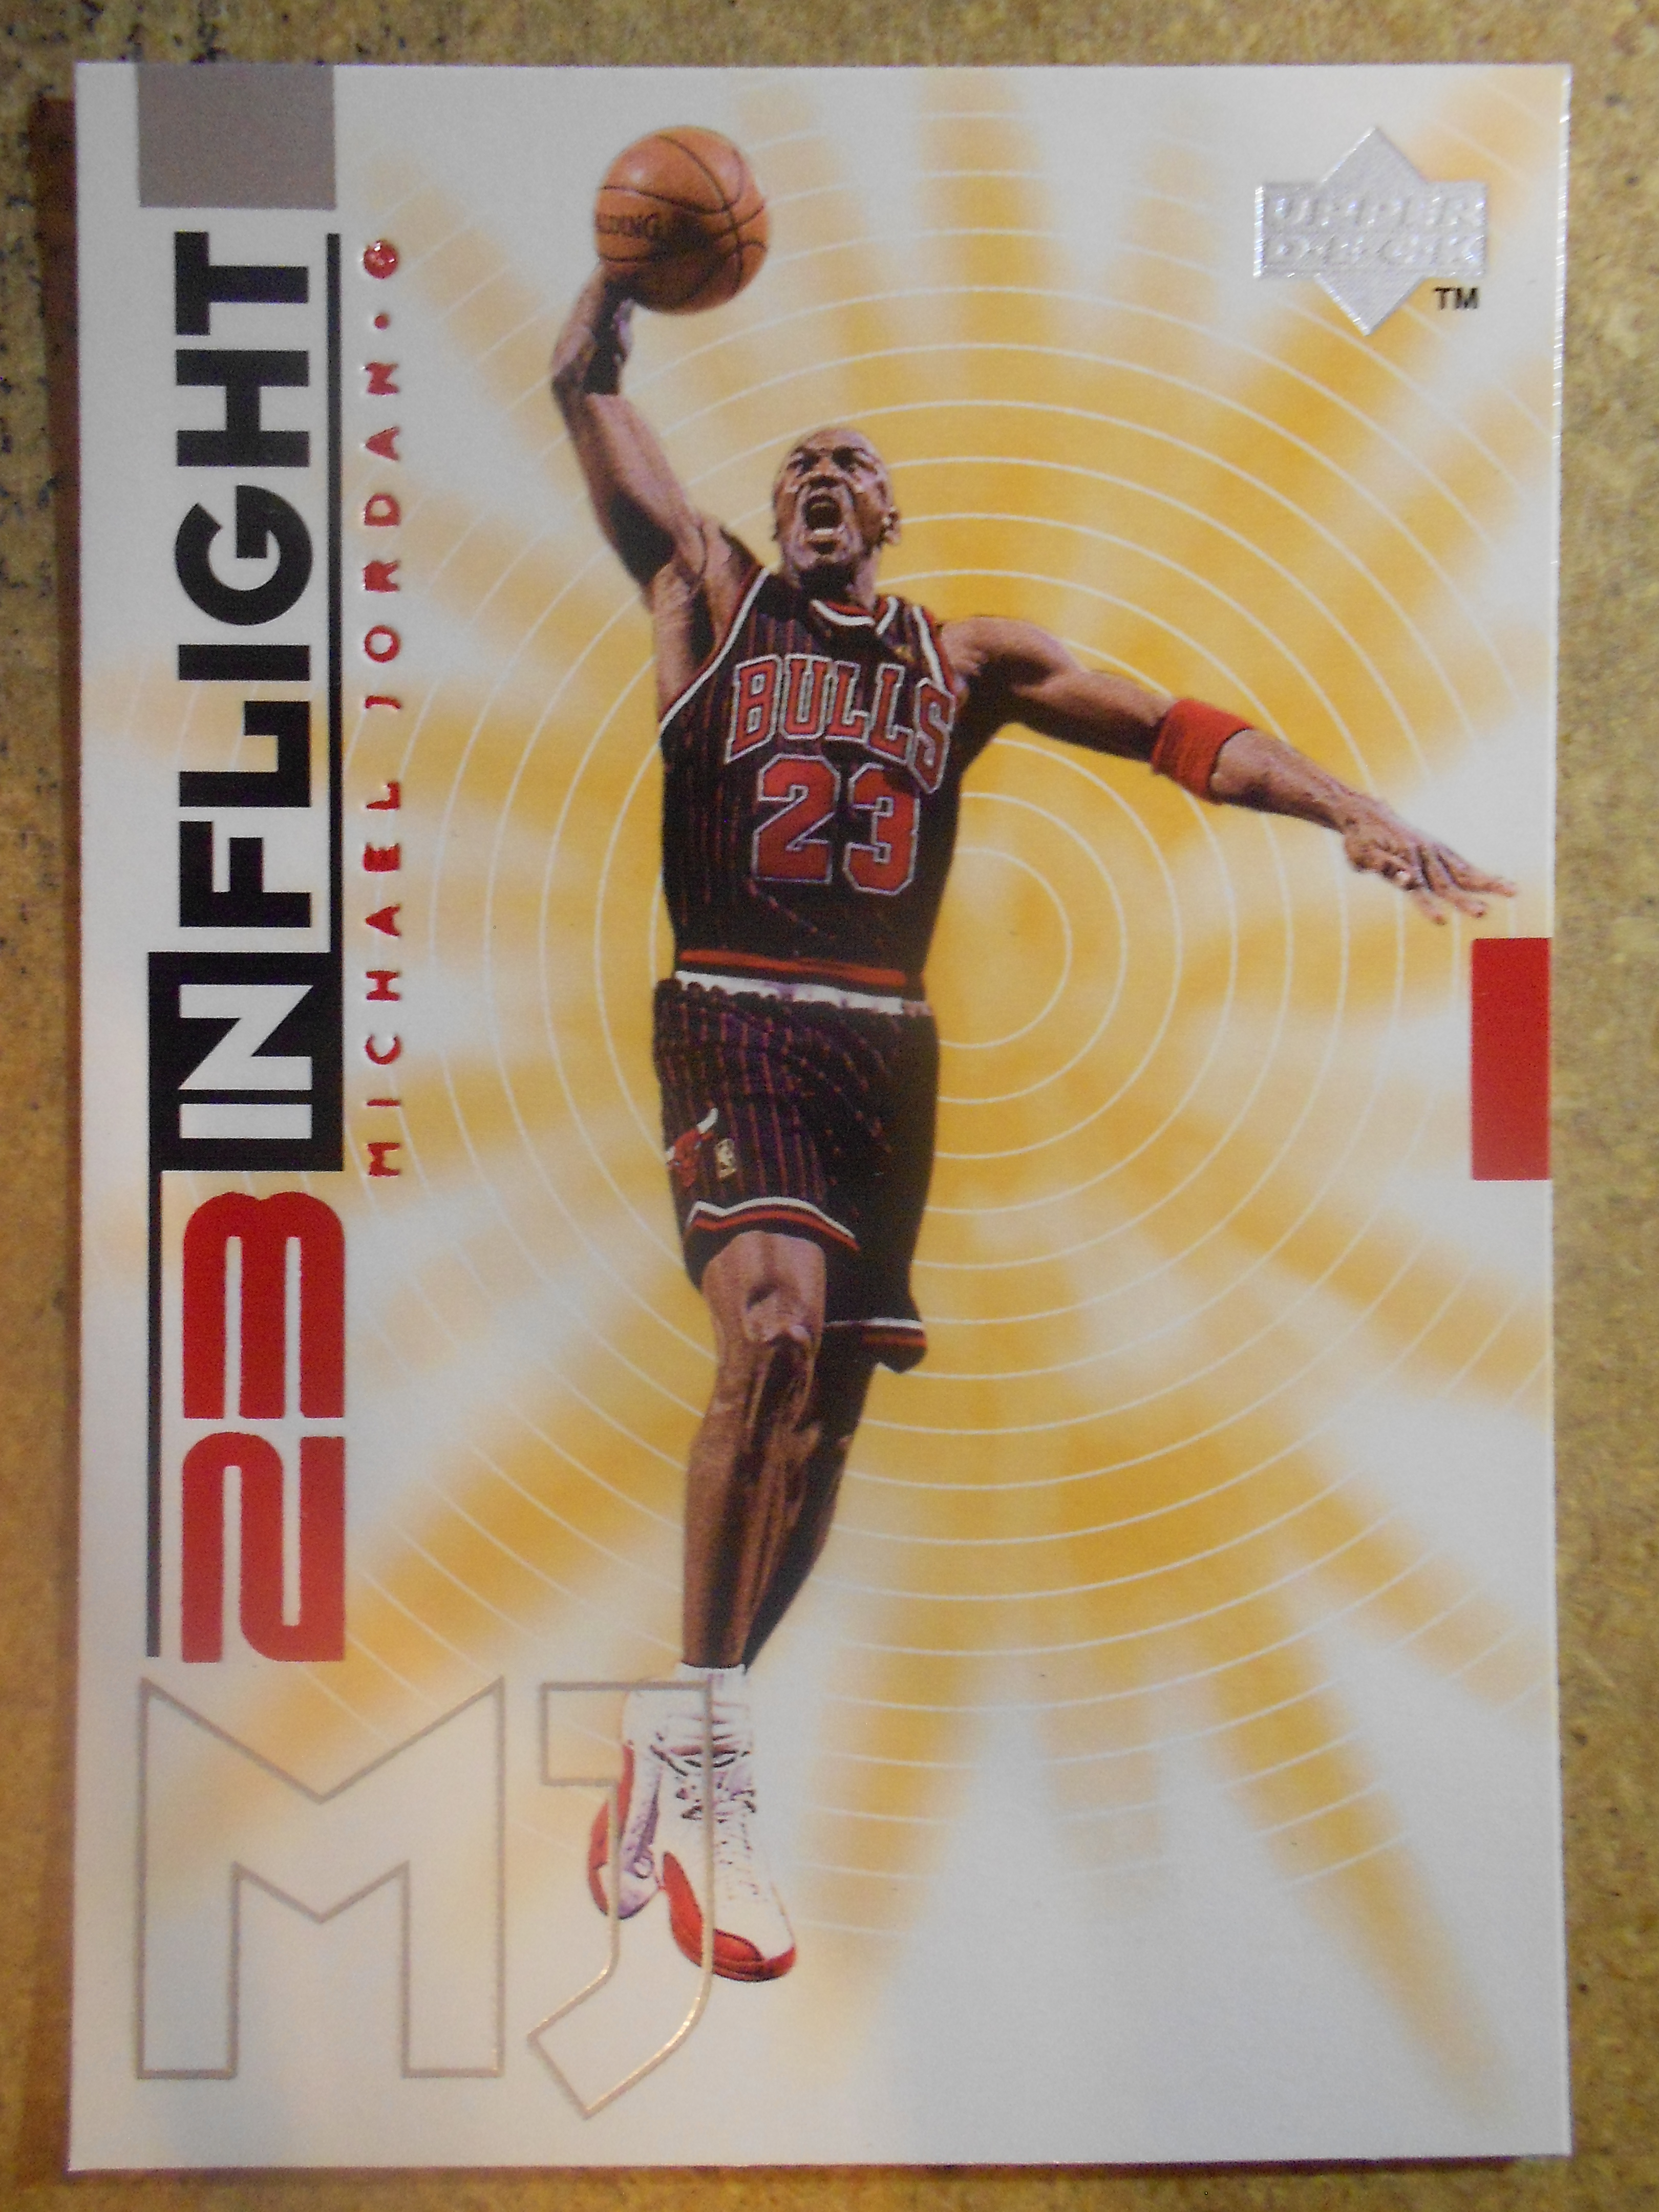 UPPER
DECK
TM
23 IN FLIGHT
MICHAEL JORDAN • G
BULLS
23
MJ